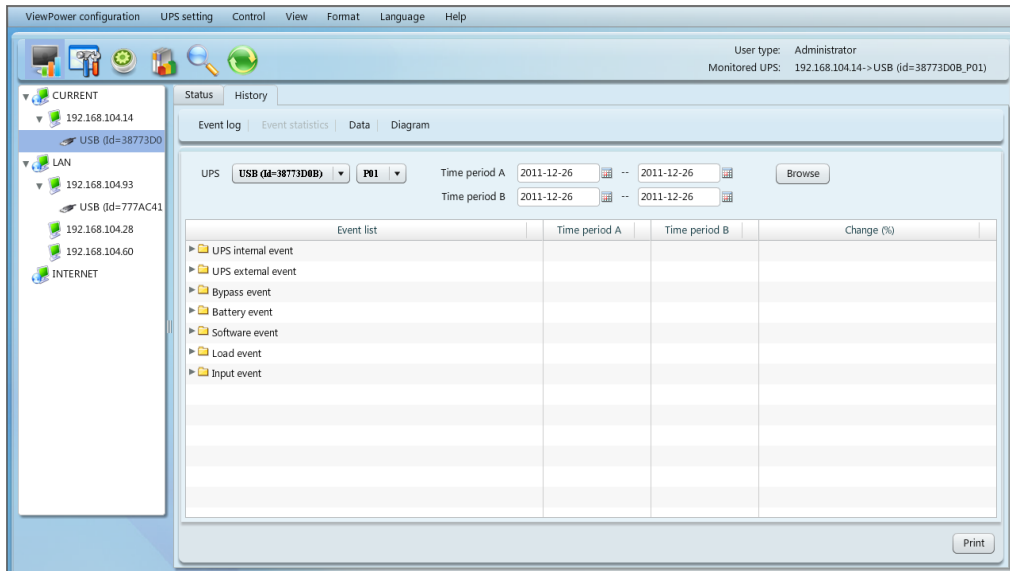 ViewPower configuration UPS setting Control View Format Language Help
User type: Administrator
Monitored UPS: 192.168.104.14->USB (id=38773D0B_P01)
CURRENT
192.168.104.14
USB (Id=38773D0
LAN
192.168.104.93
USB (Id=777AC41
192.168.104.28
192.168.104.60
INTERNET
Status History
Event log Event statistics Data Diagram
UPS USB (Id=38773D0B) P01 Time period A 2011-12-26 -- 2011-12-26 Browse
Time period B 2011-12-26 -- 2011-12-26
Event list Time period A Time period B Change (%)
UPS internal event
UPS external event
Bypass event
Battery event
Software event
Load event
Input event
Print